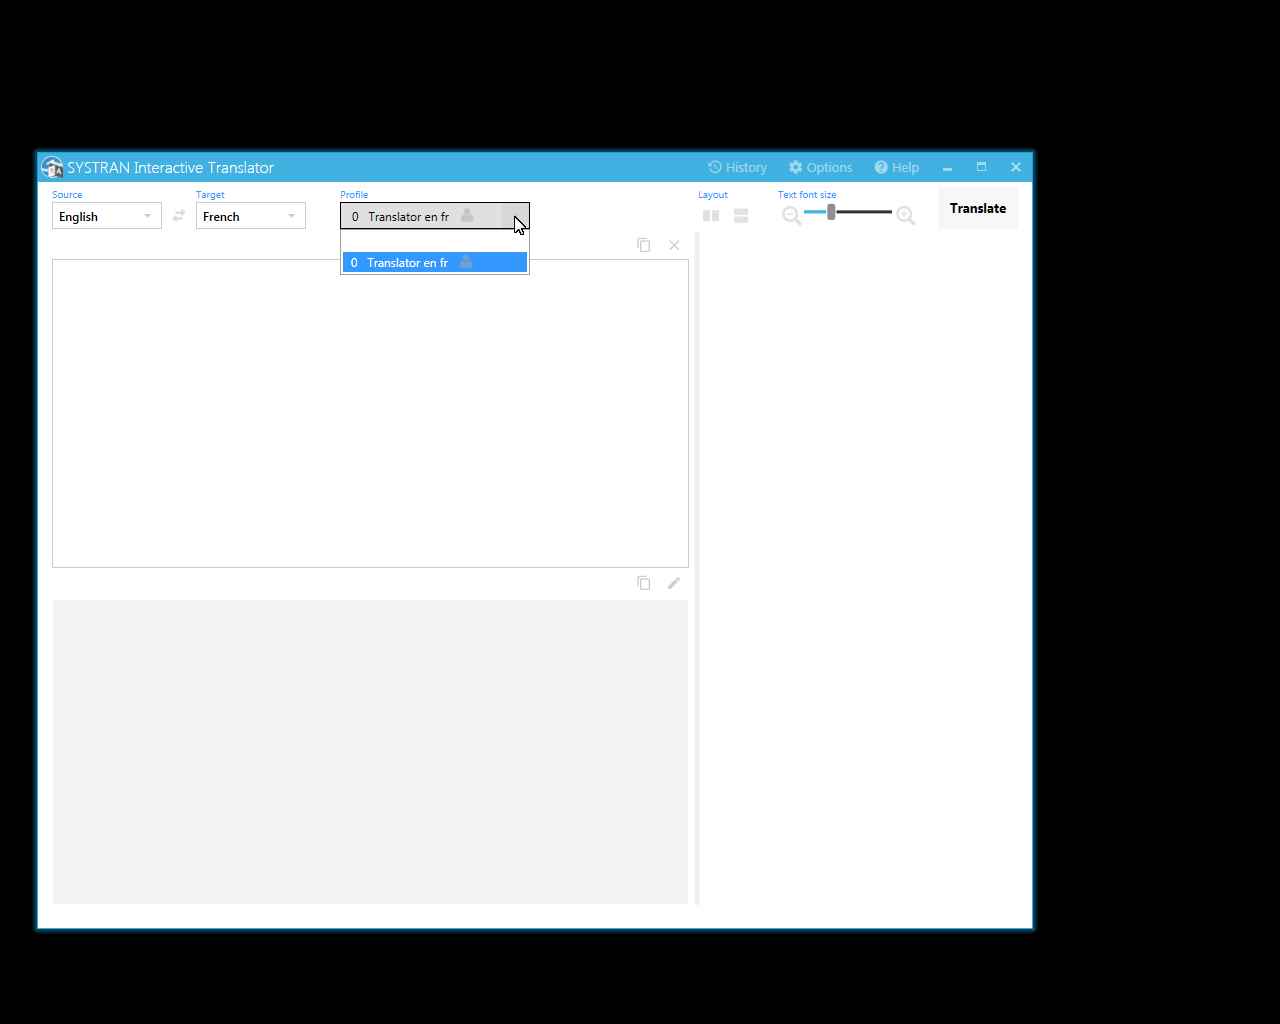 SYSTRAN Interactive Translator
History
Options
Help
Source
Target
Profile
Layout
Text font size
English
French
0 Translator en fr
Translate
0 Translator en fr